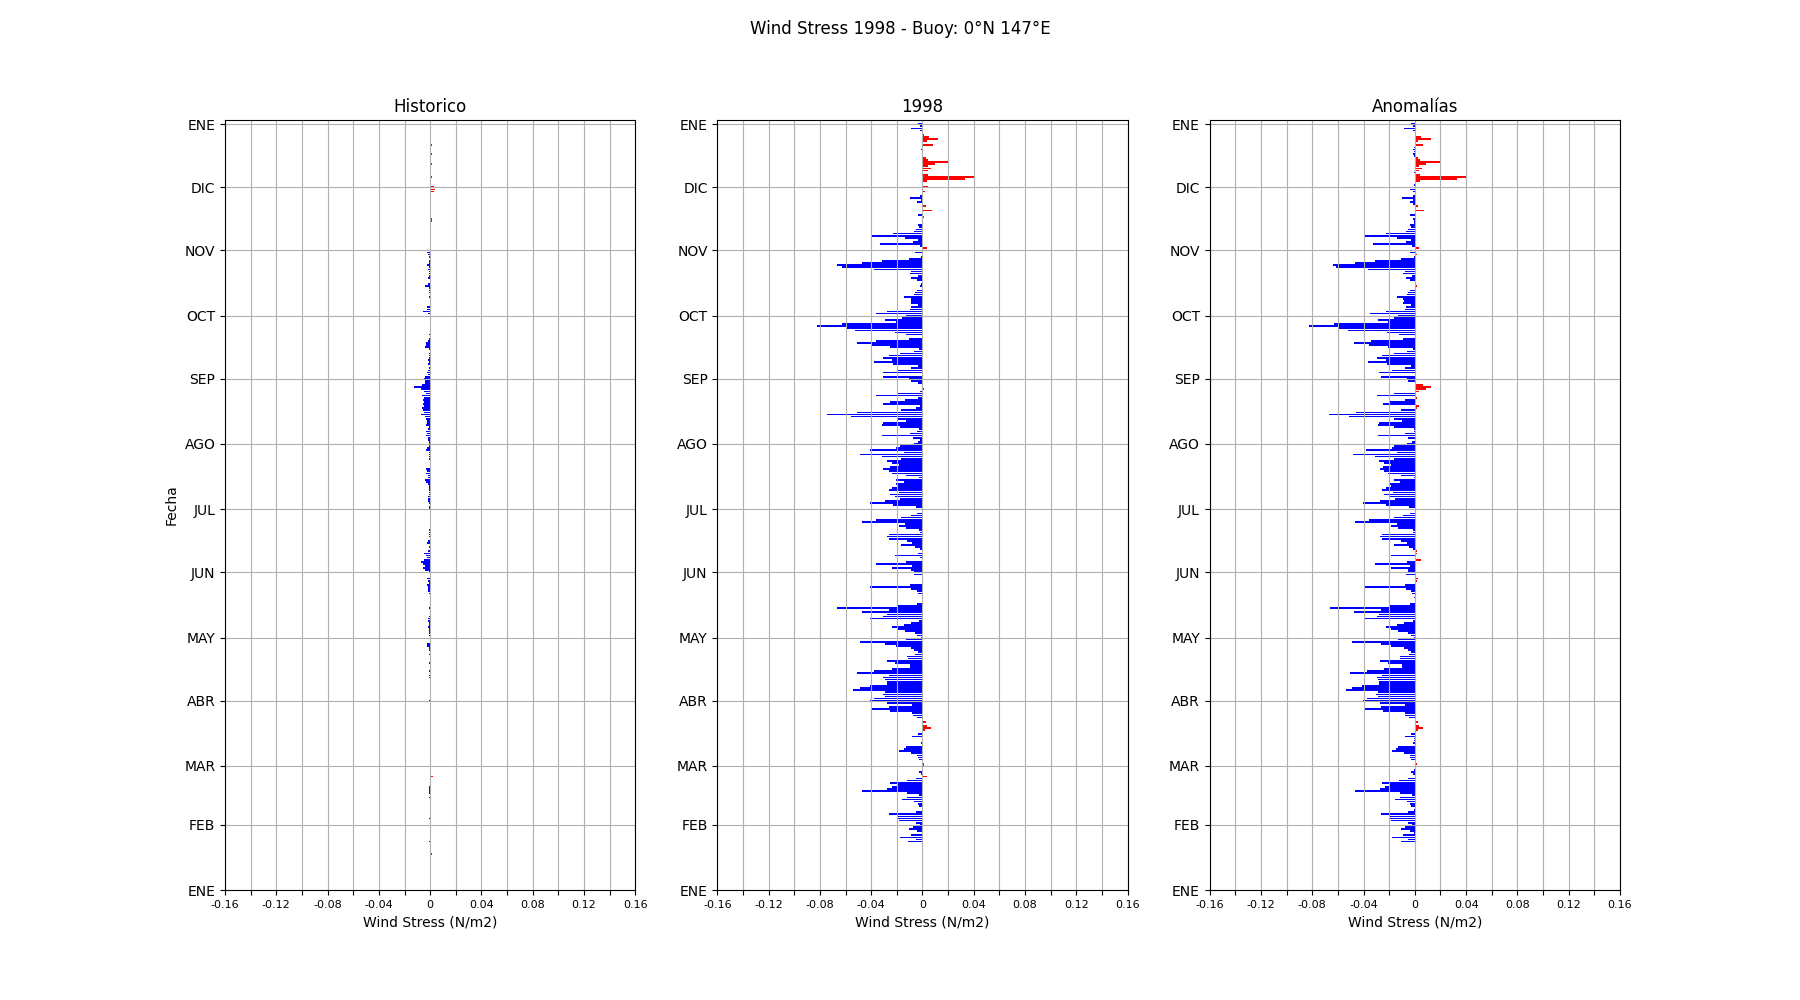 Wind Stress 1998 - Buoy: 0°N 147°E
Historico
1998
Anomalías
Fecha
ENE
DIC
NOV
OCT
SEP
AGO
JUL
JUN
MAY
ABR
MAR
FEB
ENE
-0.16 -0.12 -0.08 -0.04 0 0.04 0.08 0.12 0.16
Wind Stress (N/m2)
ENE
DIC
NOV
OCT
SEP
AGO
JUL
JUN
MAY
ABR
MAR
FEB
ENE
-0.16 -0.12 -0.08 -0.04 0 0.04 0.08 0.12 0.16
Wind Stress (N/m2)
ENE
DIC
NOV
OCT
SEP
AGO
JUL
JUN
MAY
ABR
MAR
FEB
ENE
-0.16 -0.12 -0.08 -0.04 0 0.04 0.08 0.12 0.16
Wind Stress (N/m2)